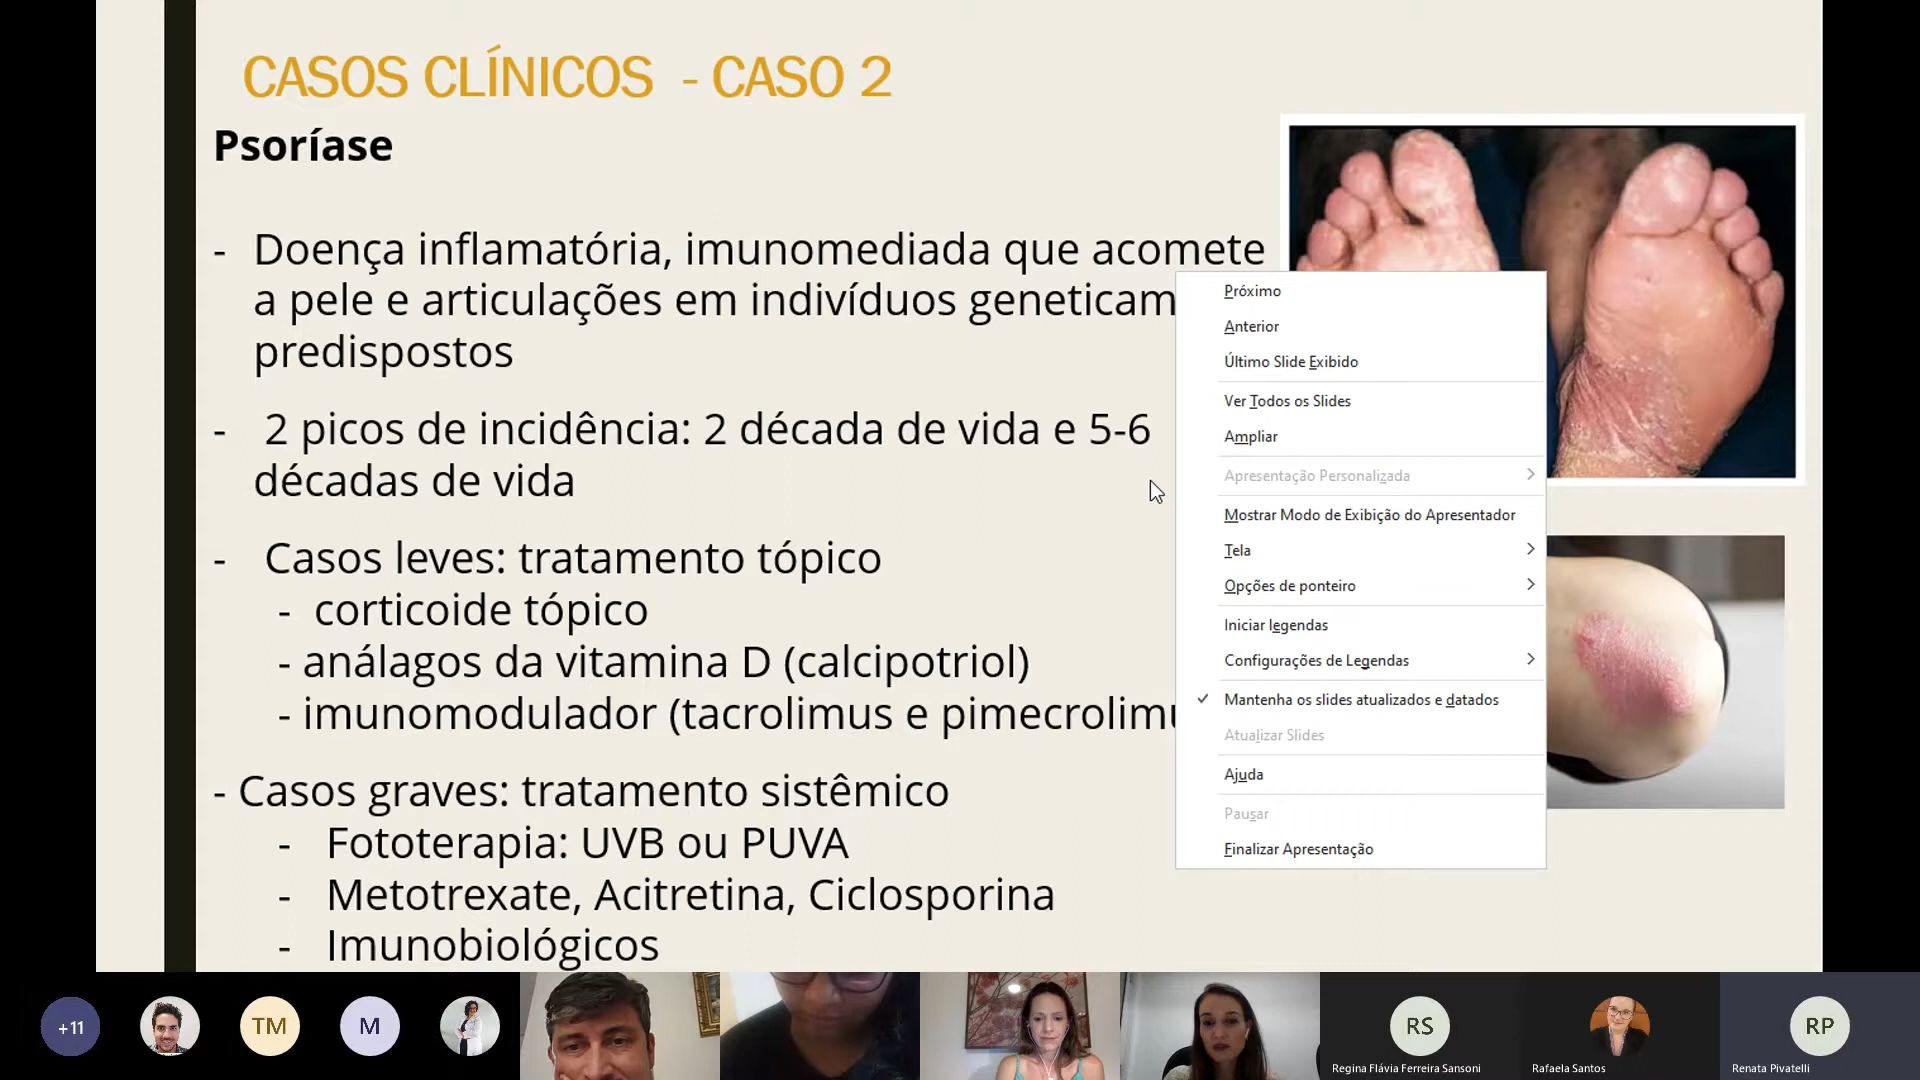 CASOS CLÍNICOS - CASO 2
Psoríase
- Doença inflamatória, imunomediada que acomete
a pele e articulações em indivíduos geneticam
predispostos
- 2 picos de incidência: 2 década de vida e 5-6
décadas de vida
- Casos leves: tratamento tópico
- corticoide tópico
- análagos da vitamina D (calcipotriol)
- imunomodulador (tacrolimus e pimecrolimu
- Casos graves: tratamento sistêmico
- Fototerapia: UVB ou PUVA
- Metotrexate, Acitretina, Ciclosporina
- Imunobiológicos
Próximo
Anterior
Último Slide Exibido
Ver Todos os Slides
Ampliar
Apresentação Personalizada
Mostrar Modo de Exibição do Apresentador
Tela
Opções de ponteiro
Iniciar legendas
Configurações de Legendas
Mantenha os slides atualizados e datados
Atualizar Slides
Ajuda
Pausar
Finalizar Apresentação
+11
TM
M
RS
RP
Regina Flávia Ferreira Sansoni
Rafaela Santos
Renata Pivatelli